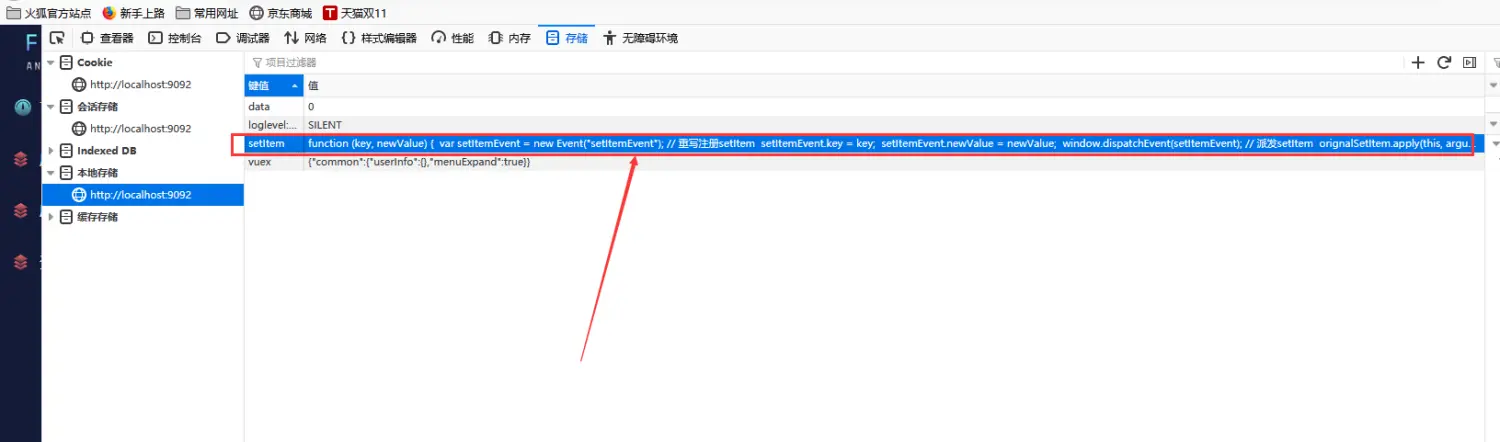 火狐官方站点 新手上路 常用网址 京东商城 天猫双11
查看器 控制台 调试器 网络 样式编辑器 性能 内存 存储 无障碍环境
F
AN
Cookie
http://localhost:9092
会话存储
http://localhost:9092
Indexed DB
本地存储
http://localhost:9092
缓存存储
项目过滤器
键值 值
data 0
loglevel:... SILENT
setItem function (key, newValue) { var setItemEvent = new Event("setItemEvent"); // 重写注册setItem setItemEvent.key = key; setItemEvent.newValue = newValue; window.dispatchEvent(setItemEvent); // 派发setItem orignalSetItem.apply(this, argu...
vuex {"common":{"userInfo":{},"menuExpand":true}}